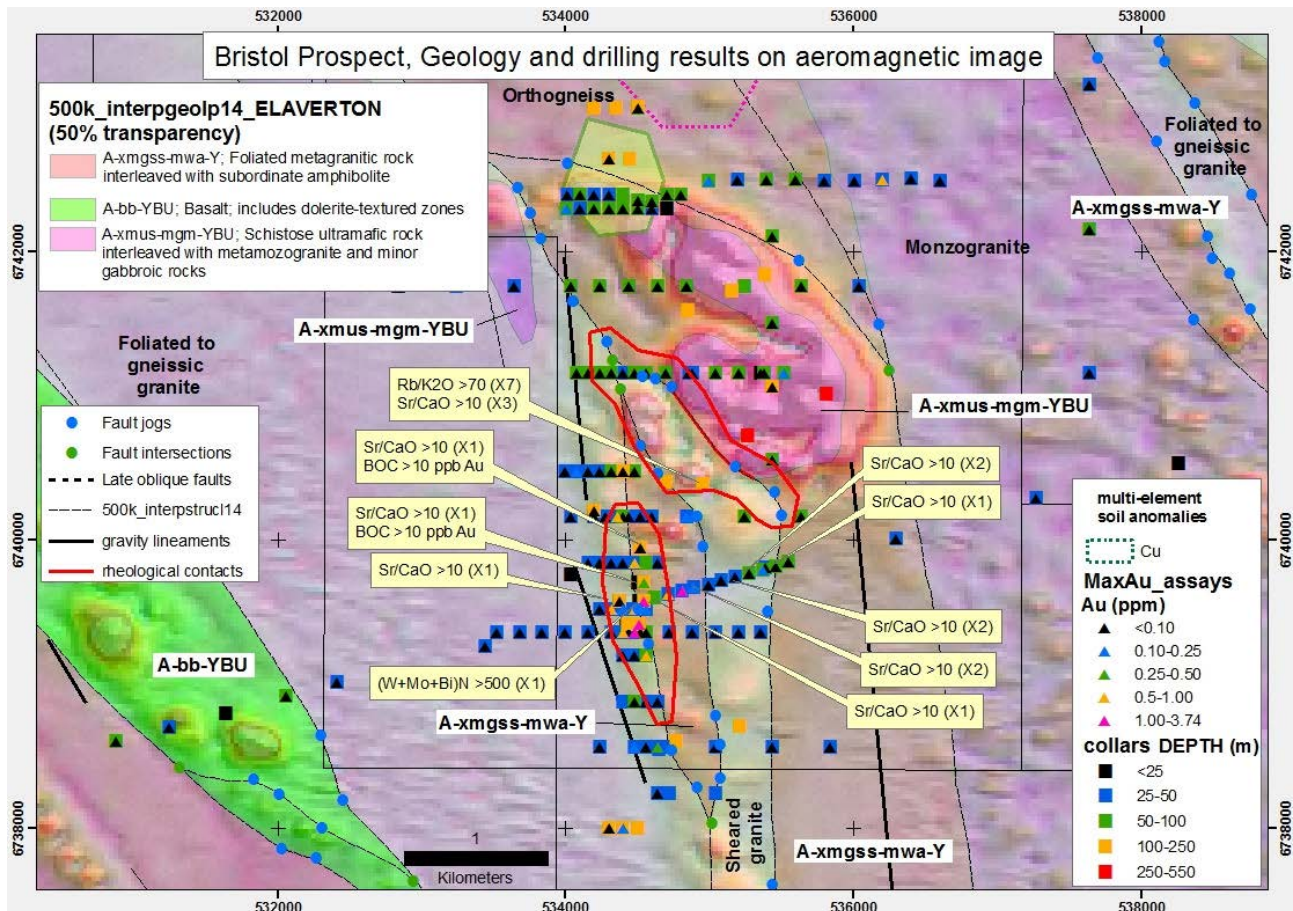 532000
534000
536000
538000
Bristol Prospect, Geology and drilling results on aeromagnetic image
500k_interpgeolp14_ELAVERTON
(50% transparency)
A-xmgss-mwa-Y; Foliated metagranitic rock
interleaved with subordinate amphibolite
A-bb-YBU; Basalt; includes dolerite-textured zones
A-xmus-mgm-YBU; Schistose ultramafic rock
interleaved with metamozogranite and minor
gabbroic rocks
Orthogneiss
Foliated to
gneissic
granite
A-xmgss-mwa-Y
Monzogranite
6742000
6742000
A-xmus-mgm-YBU
Foliated to
gneissic
granite
Fault jogs
Fault intersections
Late oblique faults
500k_interpstrucl14
gravity lineaments
rheological contacts
Rb/K2O >70 (X7)
Sr/CaO >10 (X3)
Sr/CaO >10 (X1)
BOC > 10 ppb Au
Sr/CaO >10 (X1)
BOC > 10 ppb Au
Sr/CaO >10 (X1)
(W+Mo+Bi)N >500 (X1)
A-xmus-mgm-YBU
Sr/CaO >10 (X2)
Sr/CaO >10 (X1)
Sr/CaO >10 (X2)
Sr/CaO >10 (X2)
Sr/CaO >10 (X1)
6740000
6740000
A-bb-YBU
A-xmgss-mwa-Y
Sheared
granite
A-xmgss-mwa-Y
multi-element
soil anomalies
Cu
MaxAu_assays
Au (ppm)
<0.10
0.10-0.25
0.25-0.50
0.5-1.00
1.00-3.74
collars DEPTH (m)
<25
25-50
50-100
100-250
250-550
6738000
6738000
1
Kilometers
532000
534000
536000
538000